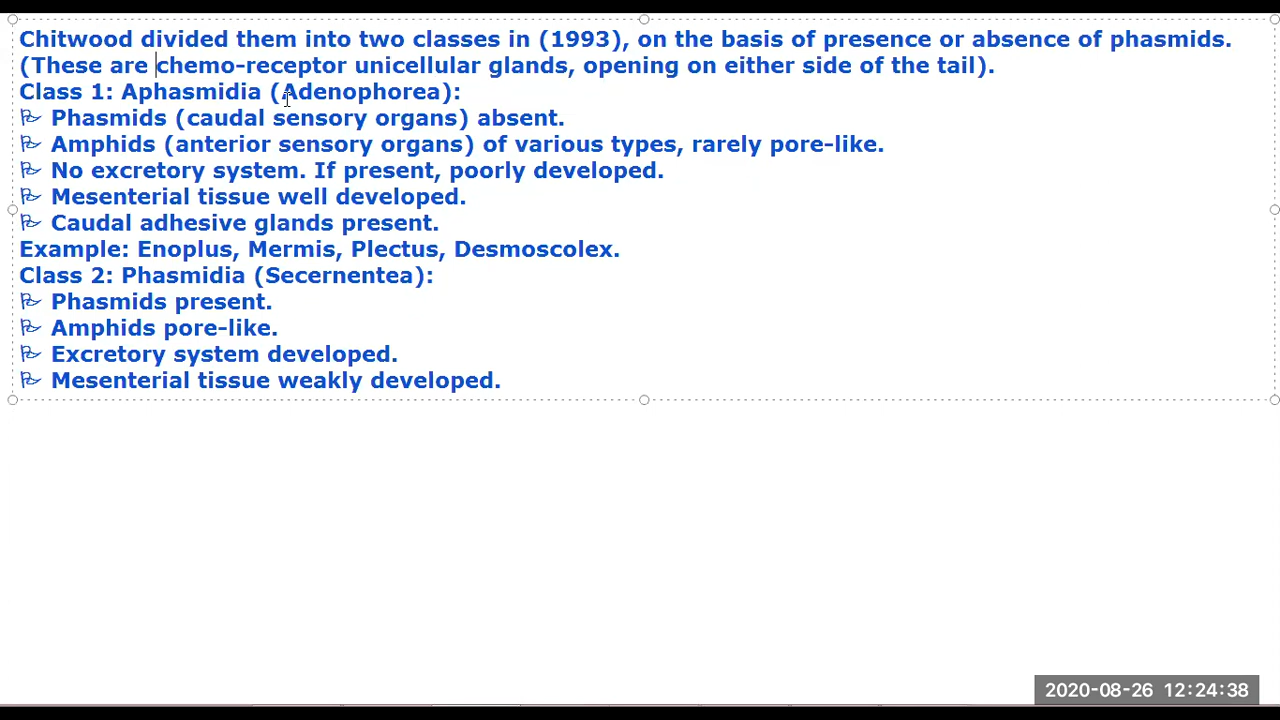 Chitwood divided them into two classes in (1993), on the basis of presence or absence of phasmids.
(These are chemo-receptor unicellular glands, opening on either side of the tail).
Class 1: Aphasmidia (Adenophorea):
Phasmids (caudal sensory organs) absent.
Amphids (anterior sensory organs) of various types, rarely pore-like.
No excretory system. If present, poorly developed.
Mesenterial tissue well developed.
Caudal adhesive glands present.
Example: Enoplus, Mermis, Plectus, Desmoscolex.
Class 2: Phasmidia (Secernentea):
Phasmids present.
Amphids pore-like.
Excretory system developed.
Mesenterial tissue weakly developed.
2020-08-26 12:24:38